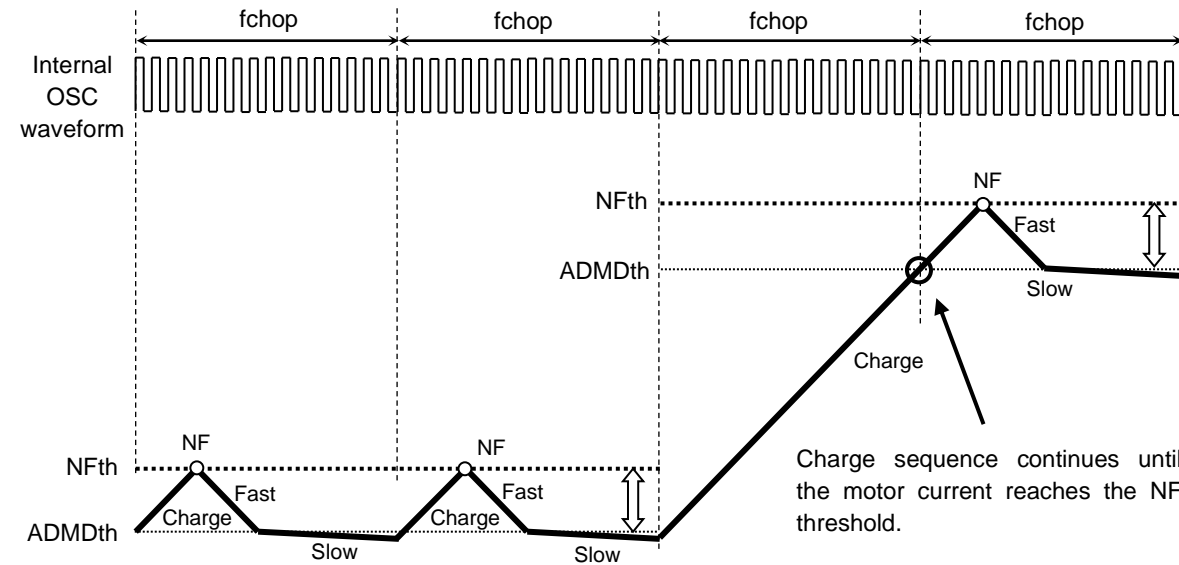 fchop
fchop
fchop
fchop
Internal
OSC
waveform
NF
NFth
Fast
ADMDth
Slow
Charge
NF
NF
NFth
Fast
Fast
Charge
Charge
ADMDth
Slow
Slow
Charge sequence continues until
the motor current reaches the NF
threshold.